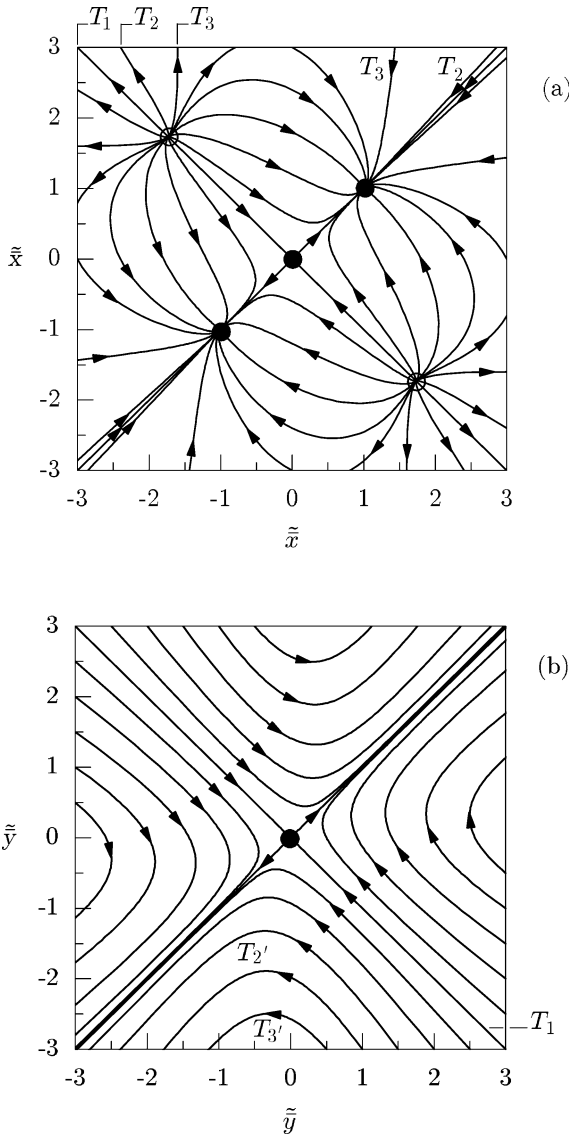 T₁ T₂ T₃
3
T₃ T₂
(a)
2
1
x̄̃ 0
-1
-2
-3
-3 -2 -1 0 1 2 3
x̄̃
3
(b)
2
1
ỹ̄ 0
-1
T₂′
-2
T₃′ T₁
-3
-3 -2 -1 0 1 2 3
ỹ̄